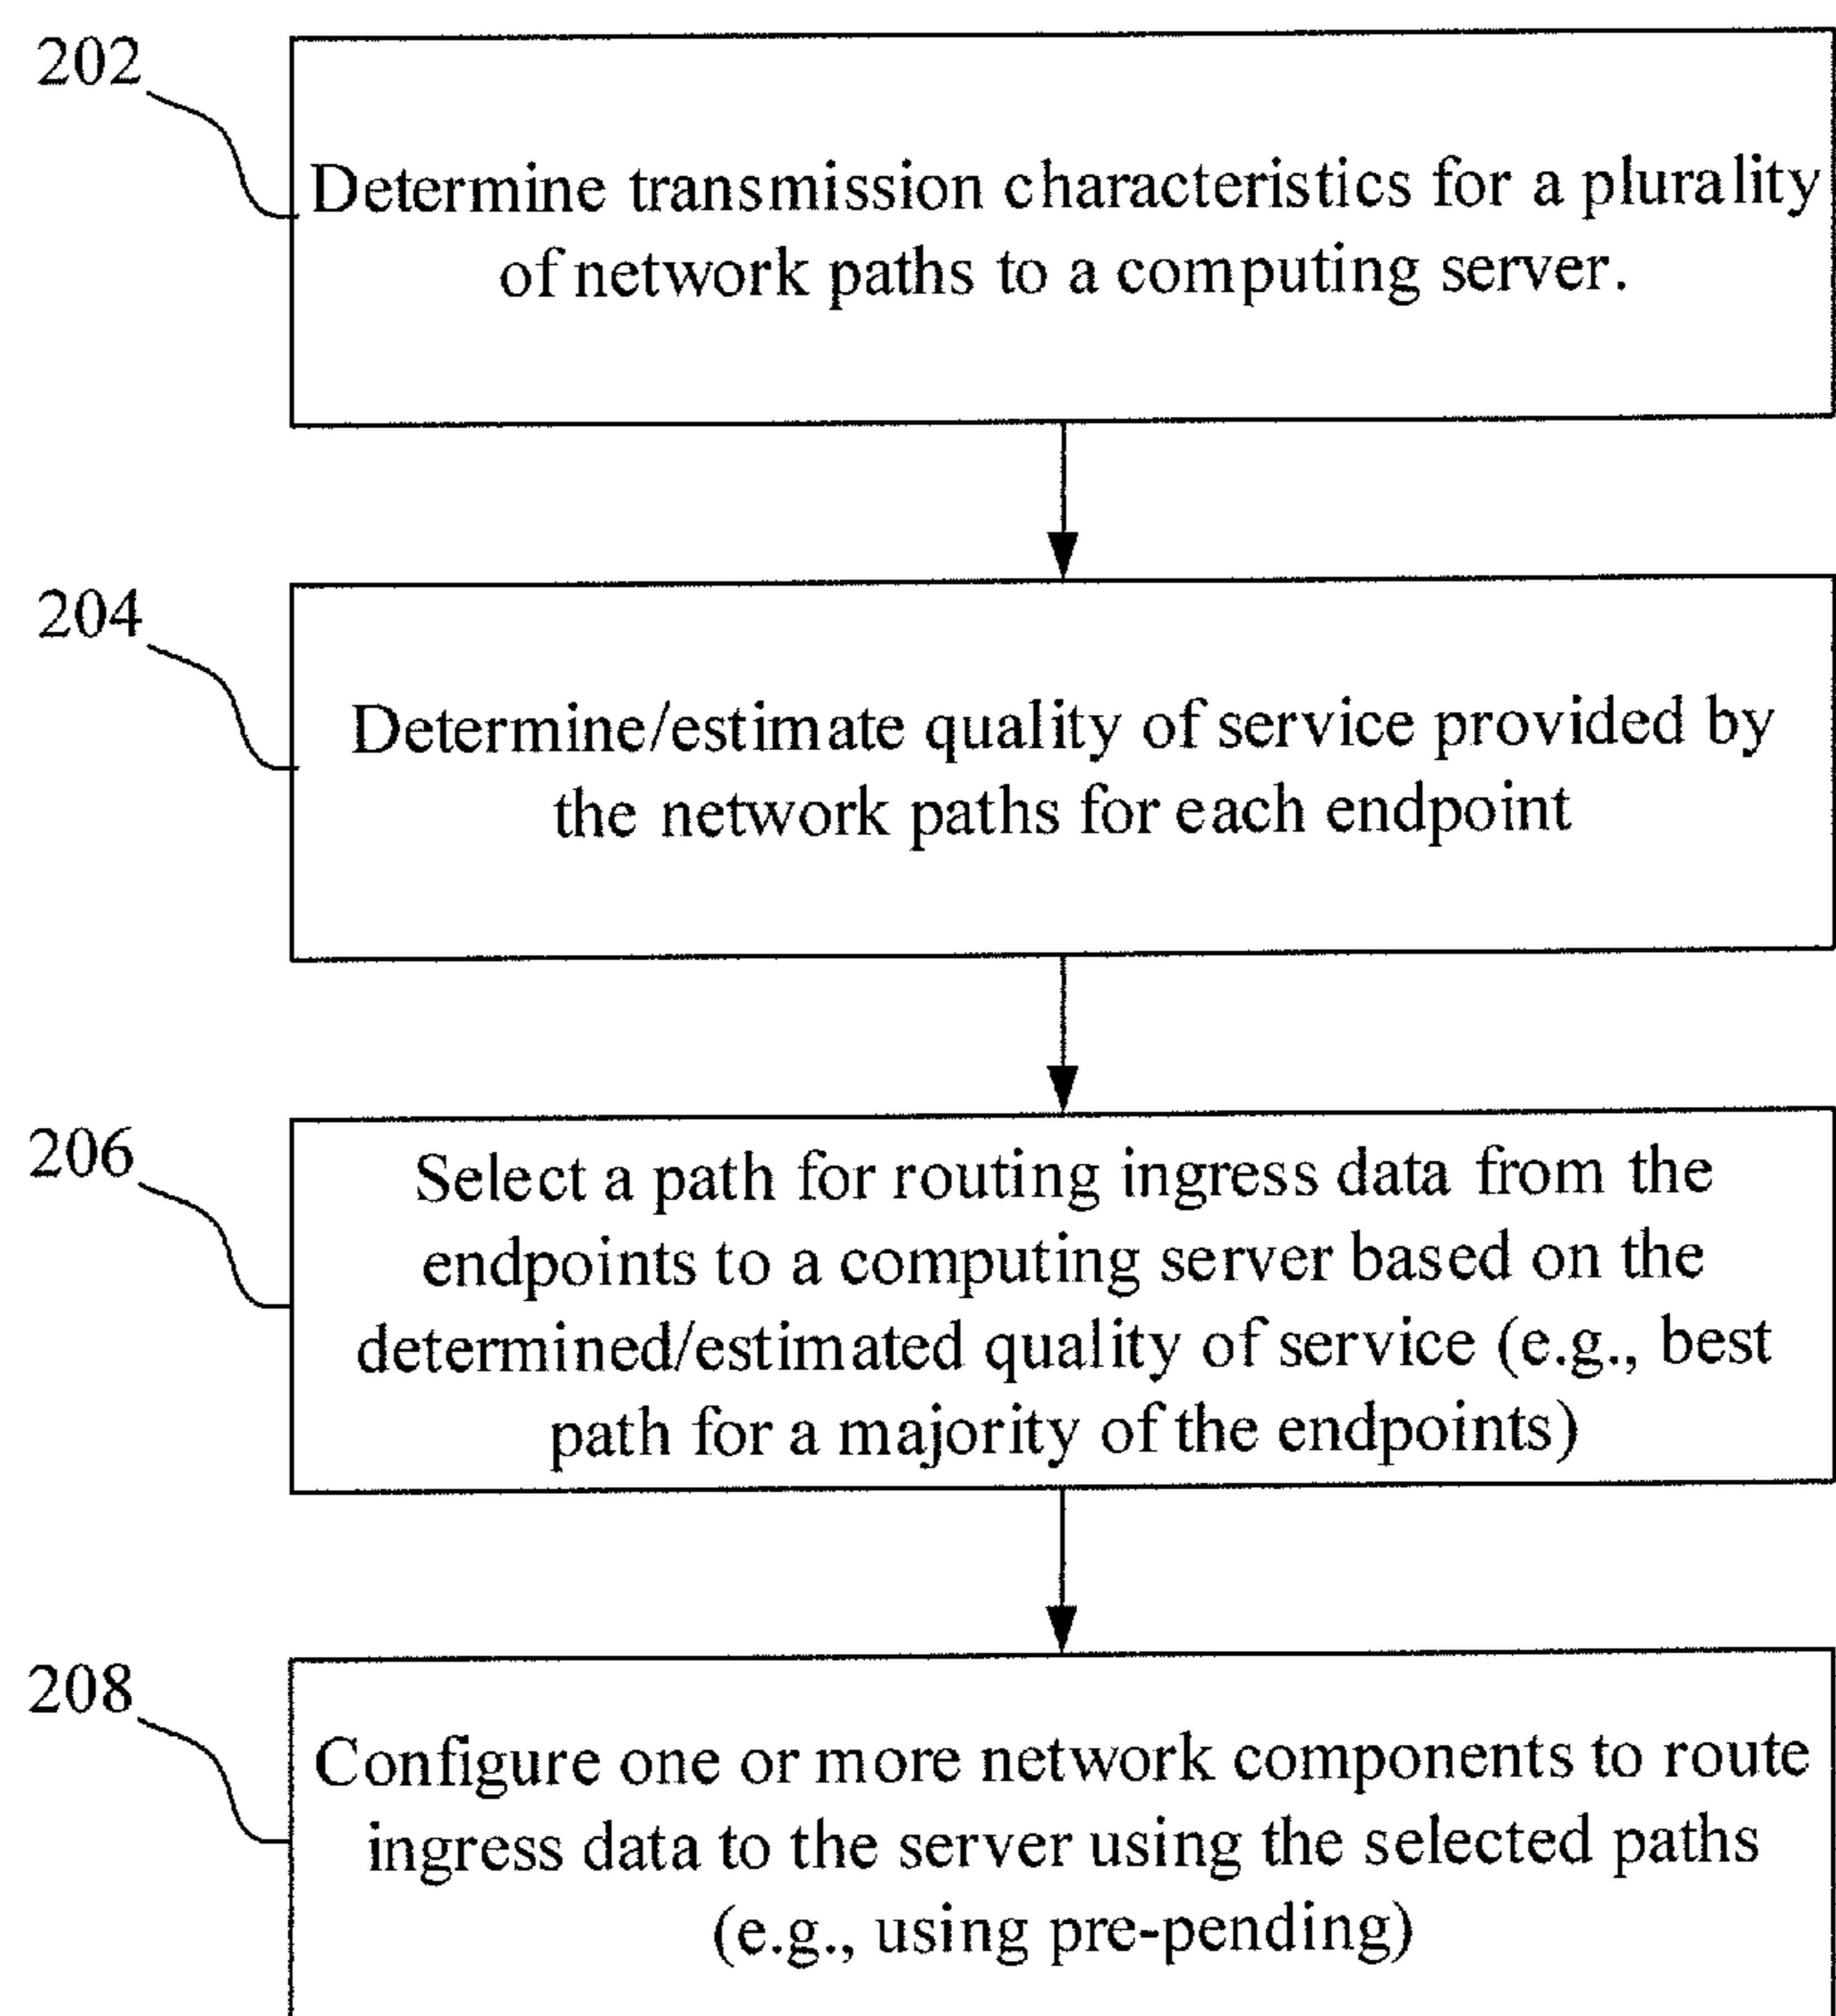 202
Determine transmission characteristics for a plurality
of network paths to a computing server.
204
Determine/estimate quality of service provided by
the network paths for each endpoint
206
Select a path for routing ingress data from the
endpoints to a computing server based on the
determined/estimated quality of service (e.g., best
path for a majority of the endpoints)
208
Configure one or more network components to route
ingress data to the server using the selected paths
(e.g., using pre-pending)